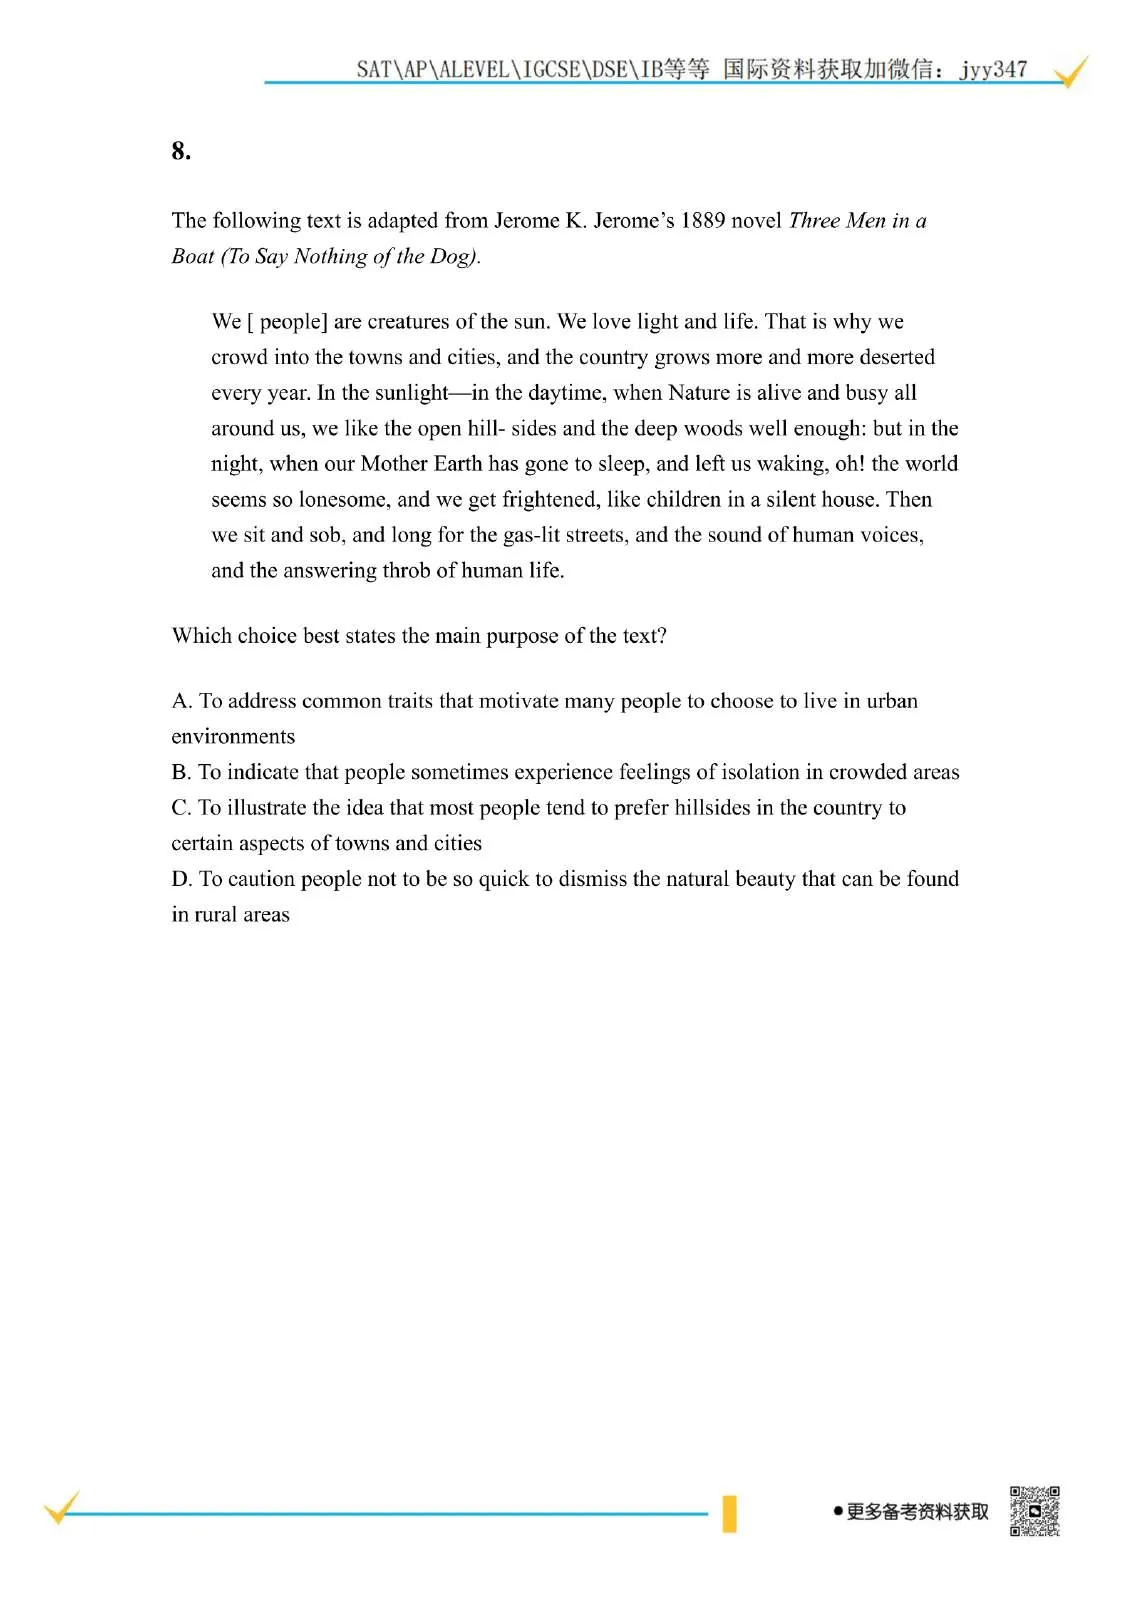 SAT\AP\ALEVEL\IGCSE\DSE\IB等等 国际资料获取加微信：jyy347
8.
The following text is adapted from Jerome K. Jerome’s 1889 novel Three Men in a
Boat (To Say Nothing of the Dog).
We [ people] are creatures of the sun. We love light and life. That is why we
crowd into the towns and cities, and the country grows more and more deserted
every year. In the sunlight—in the daytime, when Nature is alive and busy all
around us, we like the open hill- sides and the deep woods well enough: but in the
night, when our Mother Earth has gone to sleep, and left us waking, oh! the world
seems so lonesome, and we get frightened, like children in a silent house. Then
we sit and sob, and long for the gas-lit streets, and the sound of human voices,
and the answering throb of human life.
Which choice best states the main purpose of the text?
A. To address common traits that motivate many people to choose to live in urban
environments
B. To indicate that people sometimes experience feelings of isolation in crowded areas
C. To illustrate the idea that most people tend to prefer hillsides in the country to
certain aspects of towns and cities
D. To caution people not to be so quick to dismiss the natural beauty that can be found
in rural areas
●更多备考资料获取